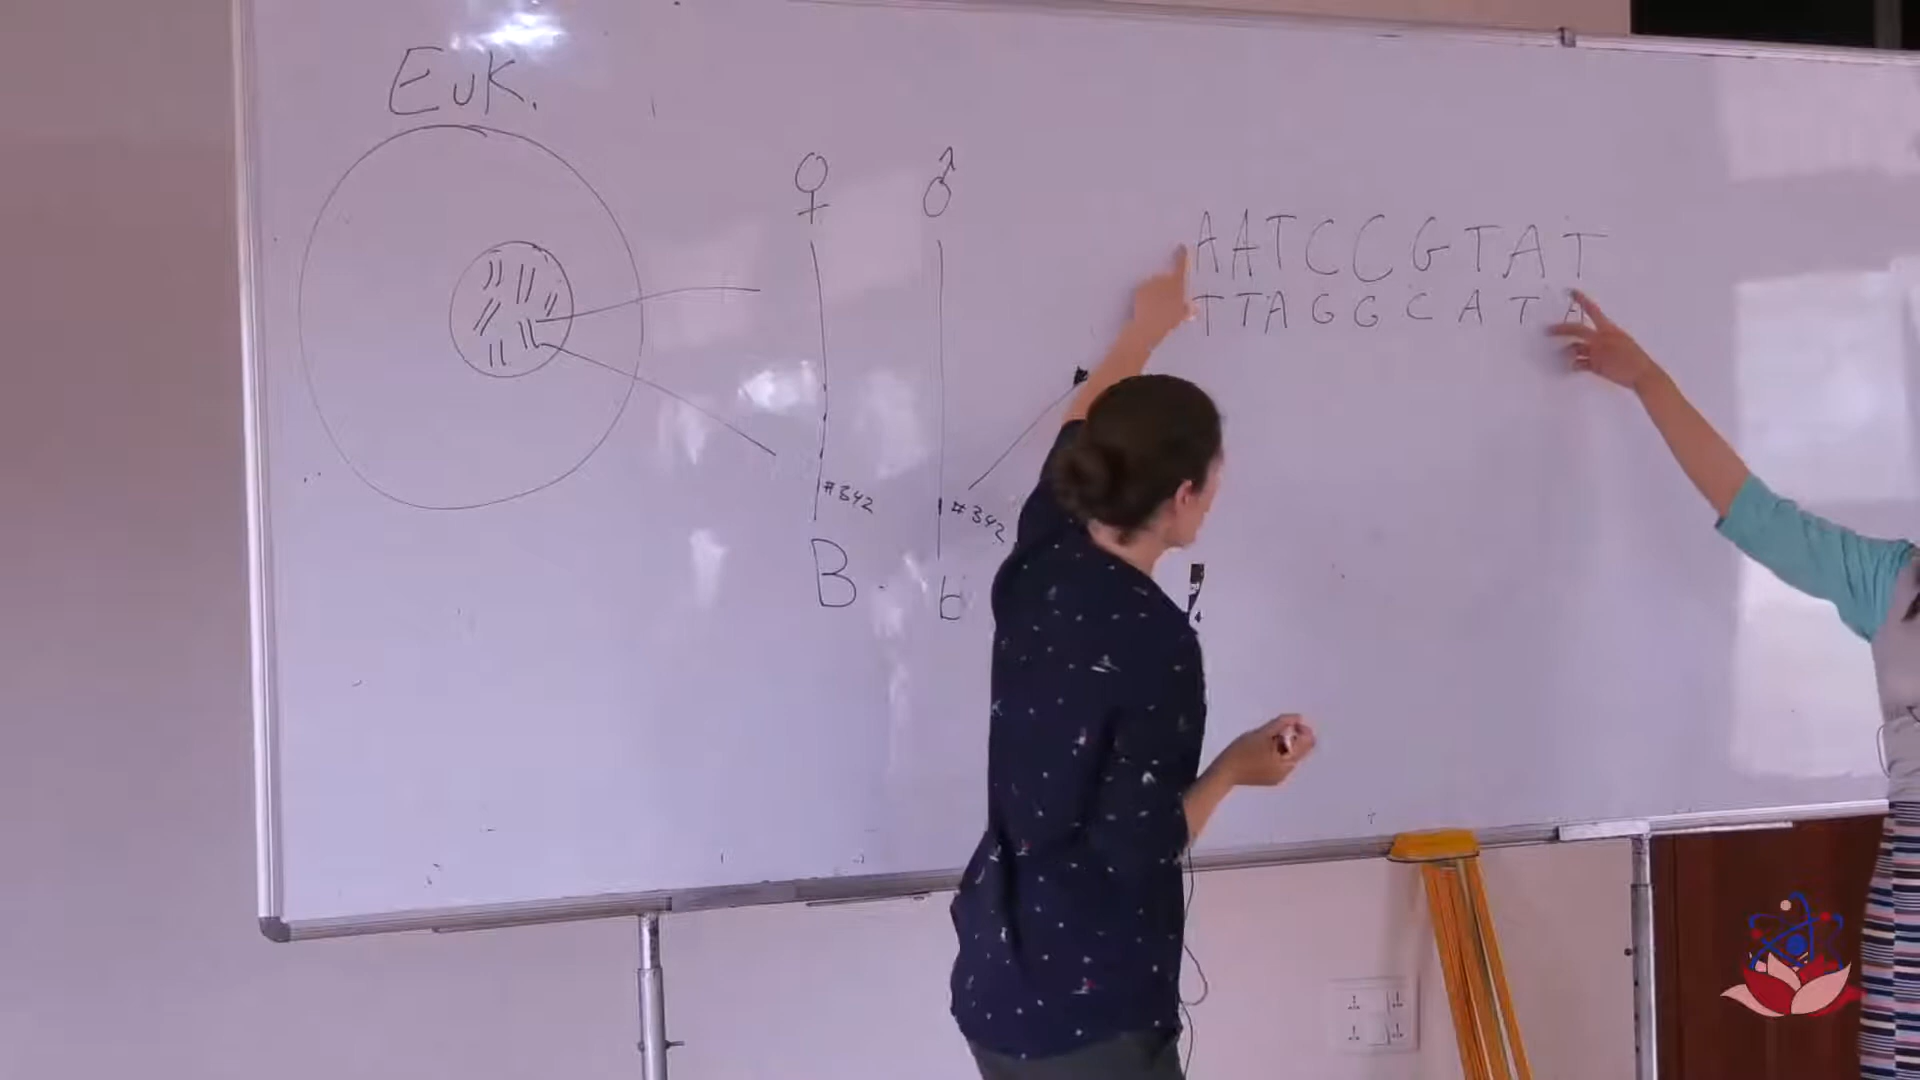 Euk.
♀ ♂
AATCCGTAT
TTAGGCATA
#342
#342
B b